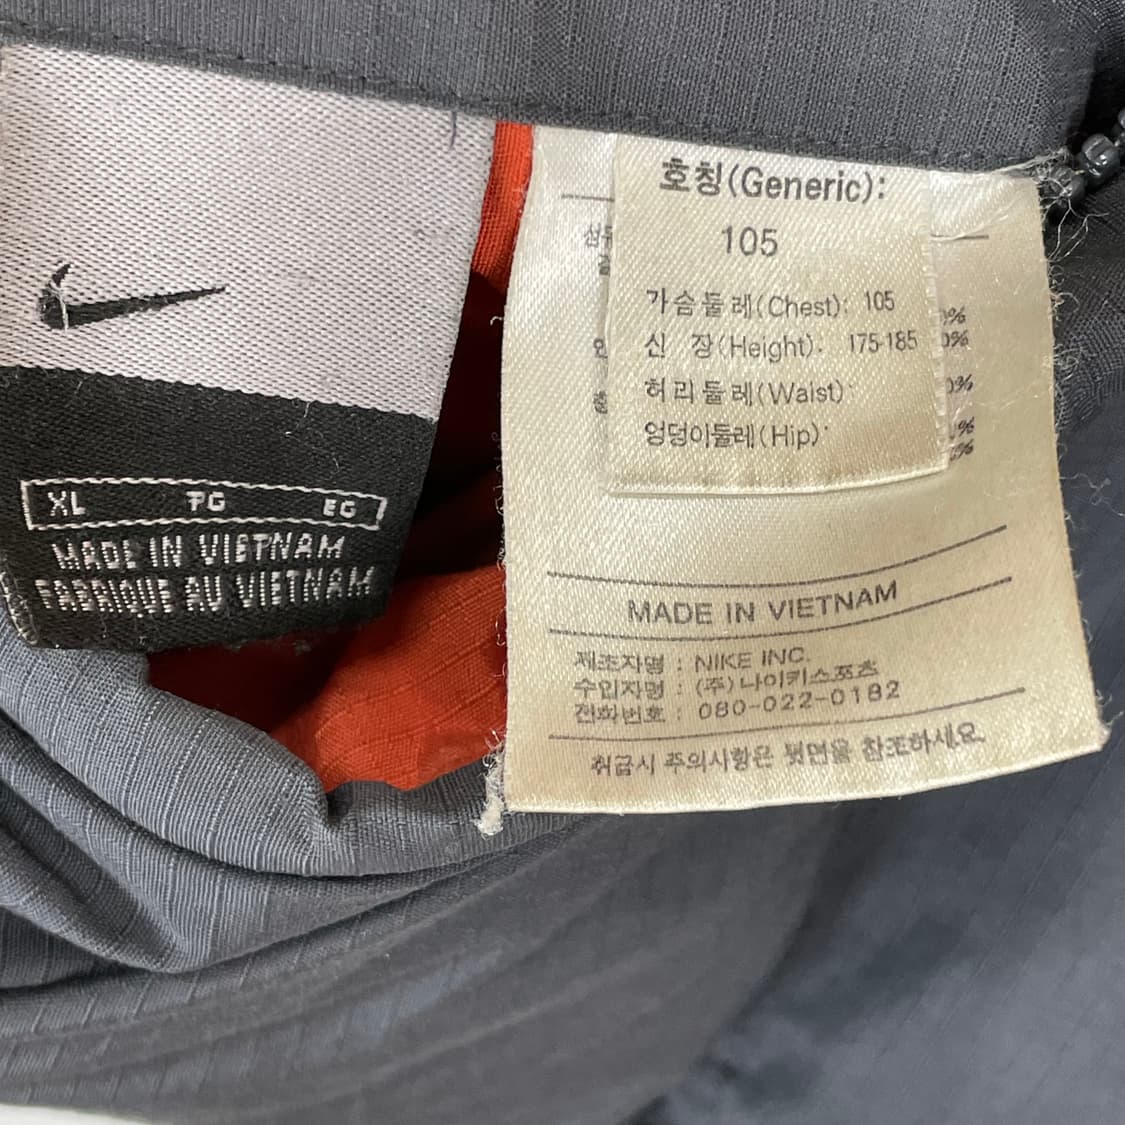 XL TG EG
MADE IN VIETNAM
FABRIQUE AU VIETNAM
호칭(Generic):
105
가슴둘레(Chest): 105
신 장(Height): 175-185
허리둘레(Waist):
엉덩이둘레(Hip):
MADE IN VIETNAM
제조자명 : NIKE INC.
수입자명 : (주)나이키스포츠
전화번호 : 080-022-0182
취급시 주의사항은 뒷면을 참조하세요.